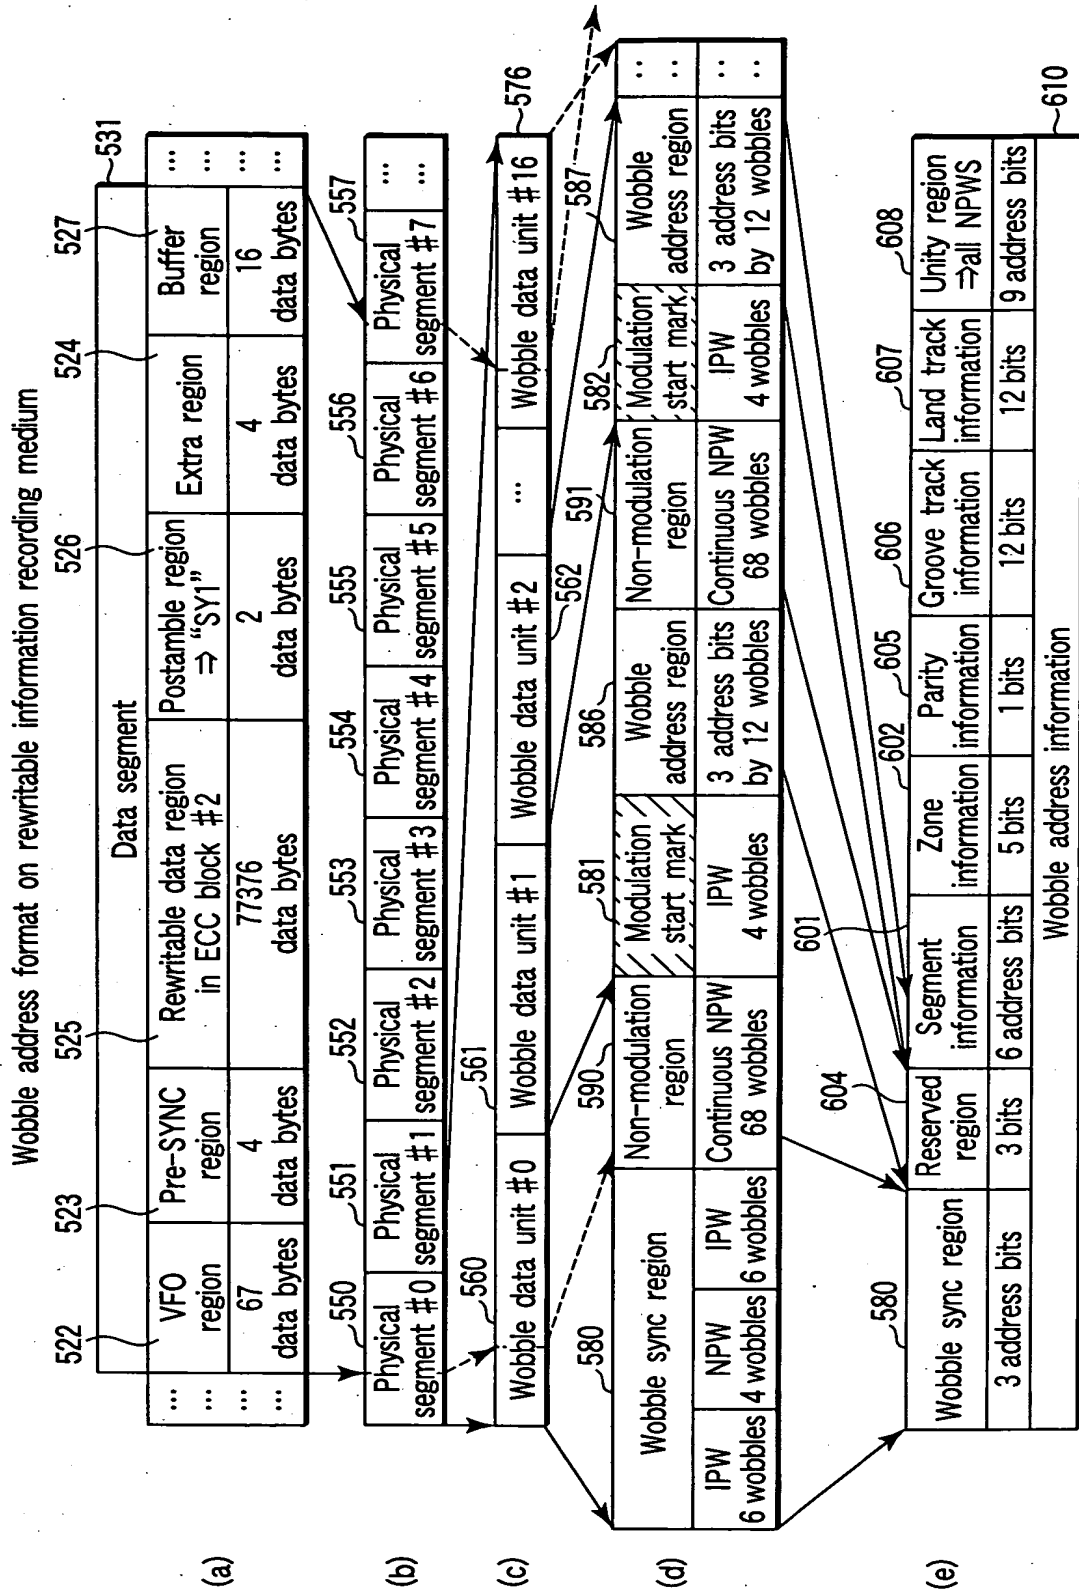 Wobble address format on rewritable information recording medium
(a)
531
Data segment
522
523
525
526
524
527
...
...
...
...
VFO
region
67
data bytes
Pre-SYNC
region
4
data bytes
Rewritable data region
in ECC block #2
77376
data bytes
Postamble region
⇒ "SY1"
2
data bytes
Extra region
4
data bytes
Buffer
region
16
data bytes
...
...
...
...
(b)
550
551
552
553
554
555
556
557
Physical
segment #0
Physical
segment #1
Physical
segment #2
Physical
segment #3
Physical
segment #4
Physical
segment #5
Physical
segment #6
Physical
segment #7
...
...
(c)
560
561
562
576
Wobble data unit #0
Wobble data unit #1
Wobble data unit #2
...
Wobble data unit #16
(d)
580
590
581
586
591
582
587
Wobble sync region
IPW
6 wobbles
NPW
4 wobbles
IPW
6 wobbles
Non-modulation
region
Continuous NPW
68 wobbles
Modulation
start mark
IPW
4 wobbles
Wobble
address region
3 address bits
by 12 wobbles
Non-modulation
region
Continuous NPW
68 wobbles
Modulation
start mark
IPW
4 wobbles
Wobble
address region
3 address bits
by 12 wobbles
..
..
..
..
(e)
580
604
601
602
605
606
607
608
Wobble sync region
3 address bits
Reserved
region
3 bits
Segment
information
6 address bits
Zone
information
5 bits
Parity
information
1 bits
Groove track
information
12 bits
Land track
information
12 bits
Unity region
⇒all NPWS
9 address bits
Wobble address information
610